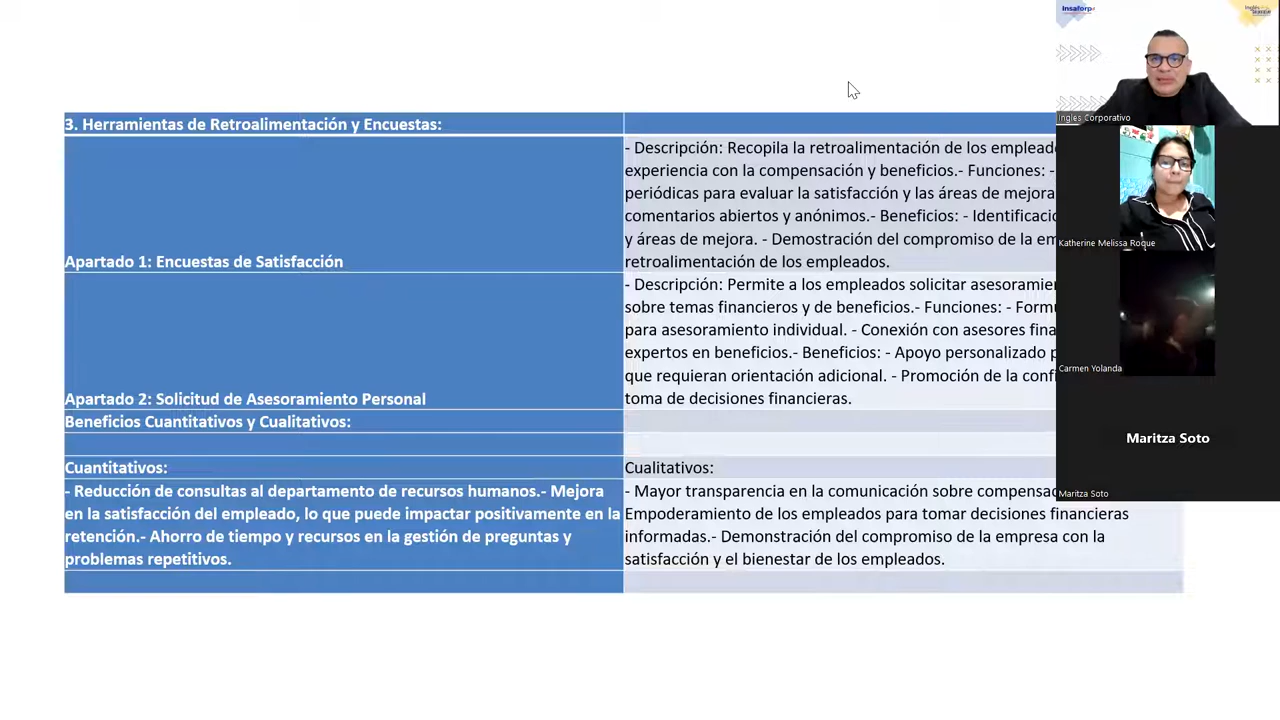 3. Herramientas de Retroalimentación y Encuestas:
Apartado 1: Encuestas de Satisfacción
- Descripción: Recopila la retroalimentación de los
experiencia con la compensación y beneficios.- Funciones: -
periódicas para evaluar la satisfacción y las áreas de mejora
comentarios abiertos y anónimos.- Beneficios: -
y áreas de mejora. - Demostración del compromiso de la
retroalimentación de los empleados.
Apartado 2: Solicitud de Asesoramiento Personal
- Descripción: Permite a los empleados solicitar
sobre temas financieros y de beneficios.- Funciones: -
para asesoramiento individual. - Conexión con asesores
expertos en beneficios.- Beneficios: - Apoyo personalizado
que requieran orientación adicional. - Promoción de la
toma de decisiones financieras.
Beneficios Cuantitativos y Cualitativos:
Cuantitativos:
Cualitativos:
- Reducción de consultas al departamento de recursos humanos.- Mejora
en la satisfacción del empleado, lo que puede impactar positivamente en la
retención.- Ahorro de tiempo y recursos en la gestión de preguntas y
problemas repetitivos.
- Mayor transparencia en la comunicación sobre
Empoderamiento de los empleados para tomar decisiones financieras
informadas.- Demostración del compromiso de la empresa con la
satisfacción y el bienestar de los empleados.
Insaforp
Ingles Corporativo
Katherine Melissa Roque
Carmen Yolanda
Maritza Soto
Maritza Soto